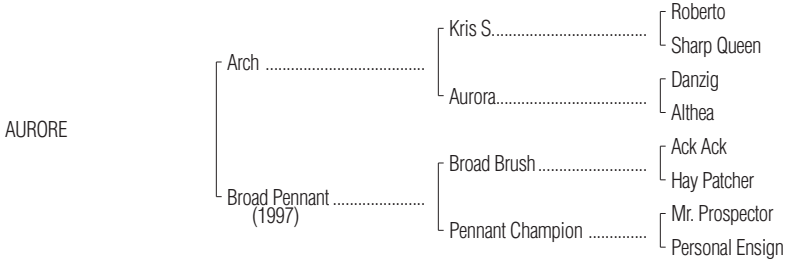 Roberto
Kris S.
Sharp Queen
Arch
Danzig
Aurora
Althea
AURORE
Ack Ack
Broad Brush
Hay Patcher
Broad Pennant
(1997)
Mr. Prospector
Pennant Champion
Personal Ensign